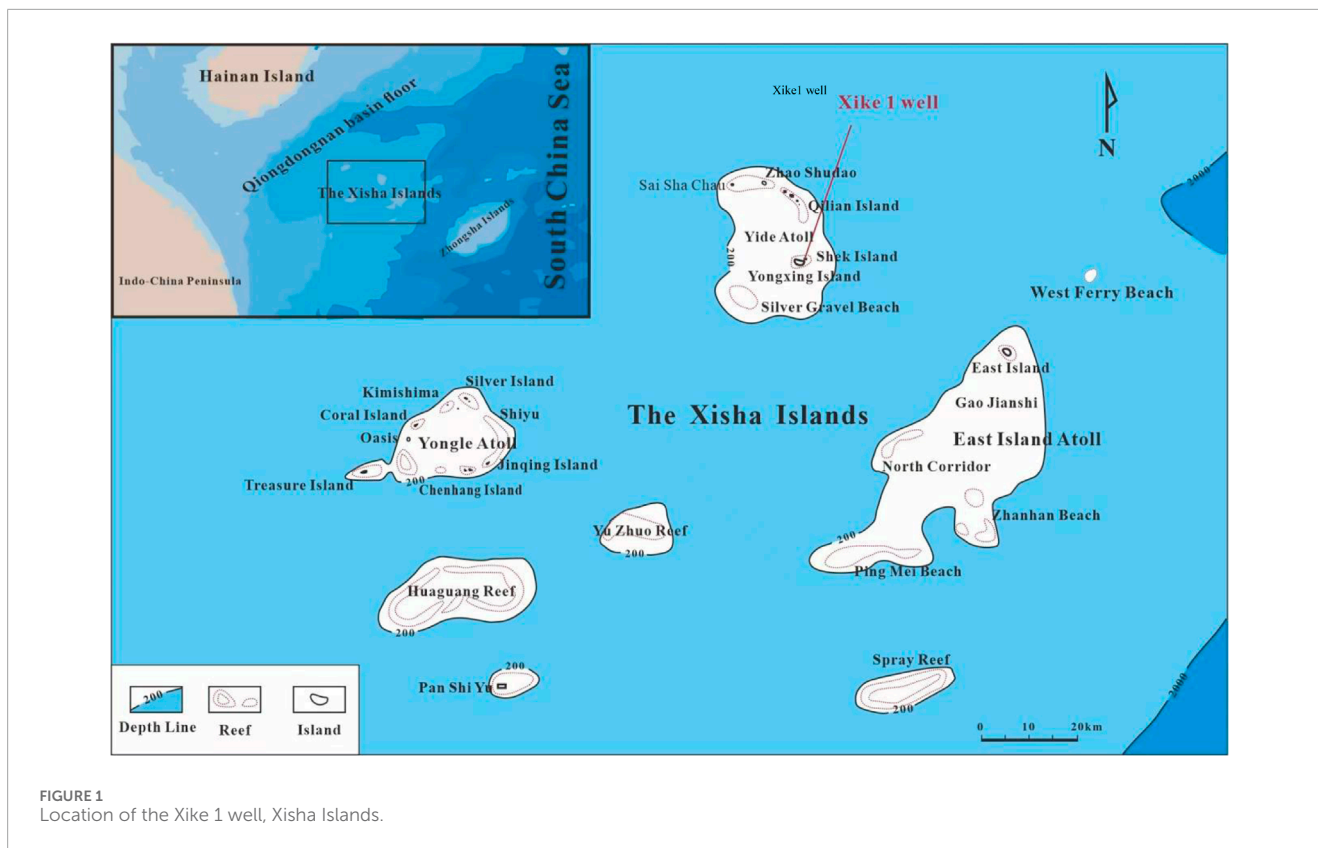 Hainan Island
Qiongdongnan basin floor
The Xisha Islands
Zhongsha Islands
South China Sea
Indo-China Peninsula
Xike1 well
Xike 1 well
N
2000
Zhao Shudao
Sai Sha Chau
Qilian Island
Yide Atoll
200
Shek Island
Yongxing Island
Silver Gravel Beach
West Ferry Beach
East Island
Gao Jianshi
East Island Atoll
North Corridor
Zhanhan Beach
200
Ping Mei Beach
The Xisha Islands
Silver Island
Kimishima
Coral Island
Shiyu
Oasis
Yongle Atoll
Jinqing Island
Treasure Island
200
Chenhang Island
Yu Zhuo Reef
200
Huaguang Reef
200
200
Pan Shi Yu
Spray Reef
200
2000
0 10 20km
200
Depth Line
Reef
Island
FIGURE 1
Location of the Xike 1 well, Xisha Islands.